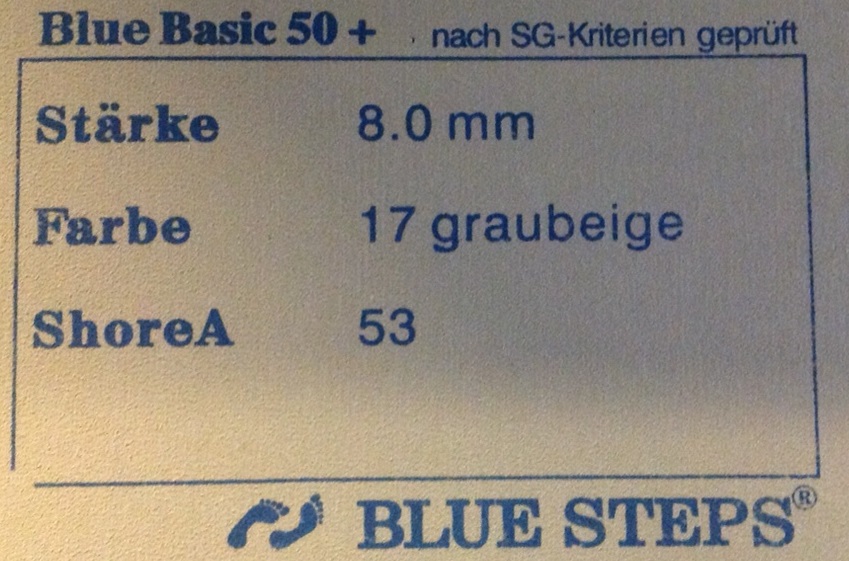 Blue Basic 50 + nach SG-Kriterien geprüft
Stärke 8.0 mm
Farbe 17 graubeige
ShoreA 53
BLUE STEPS®